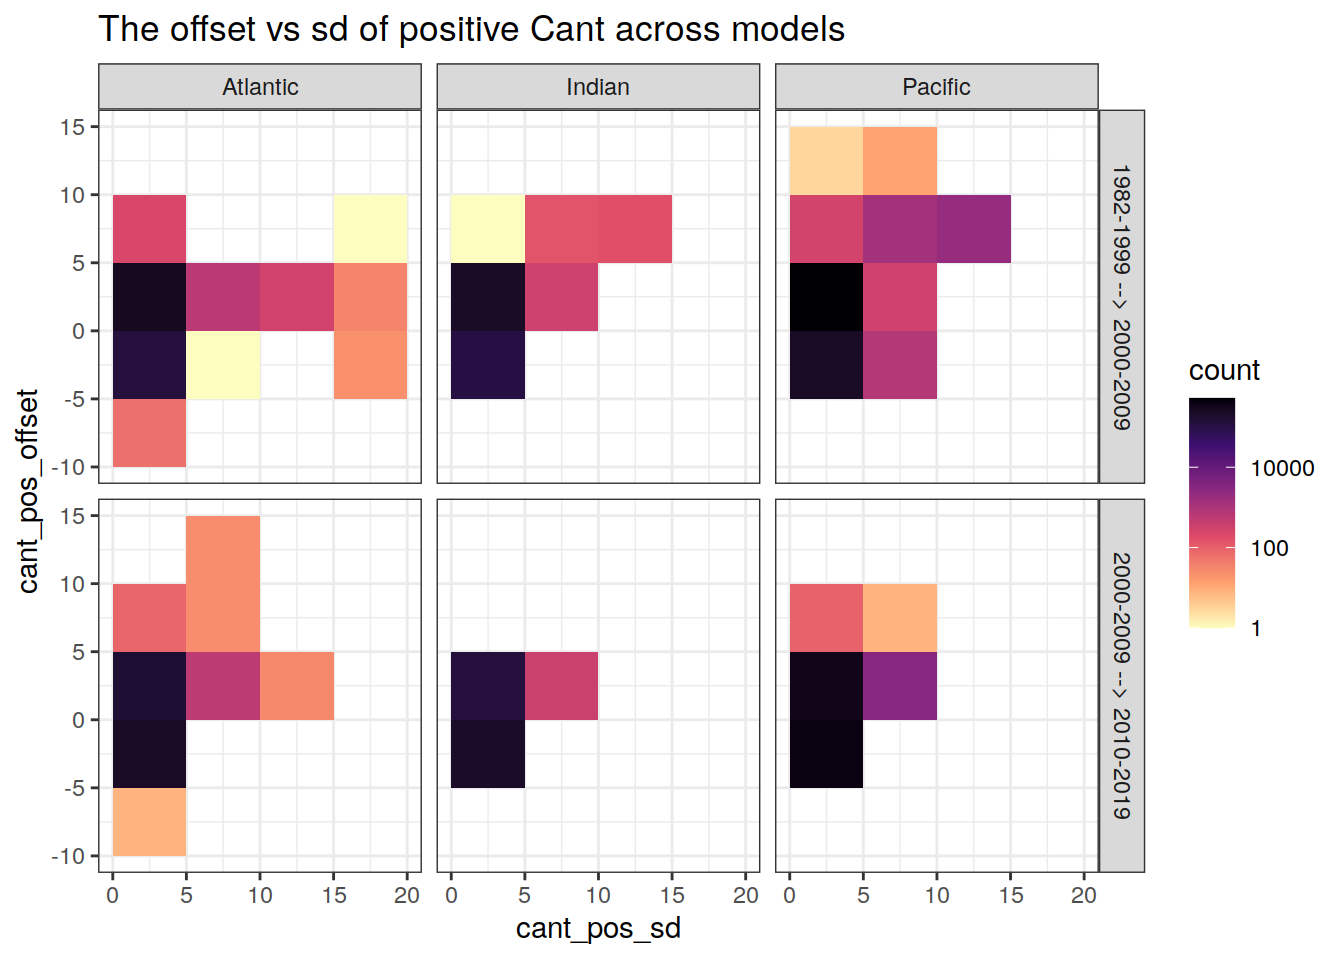 The offset vs sd of positive Cant across models
Atlantic
Indian
Pacific
15
10
5
0
-5
-10
1982-1999 --> 2000-2009
15
10
5
0
-5
-10
2000-2009 --> 2010-2019
cant_pos_offset
0 5 10 15 20
0 5 10 15 20
0 5 10 15 20
cant_pos_sd
count
10000
100
1